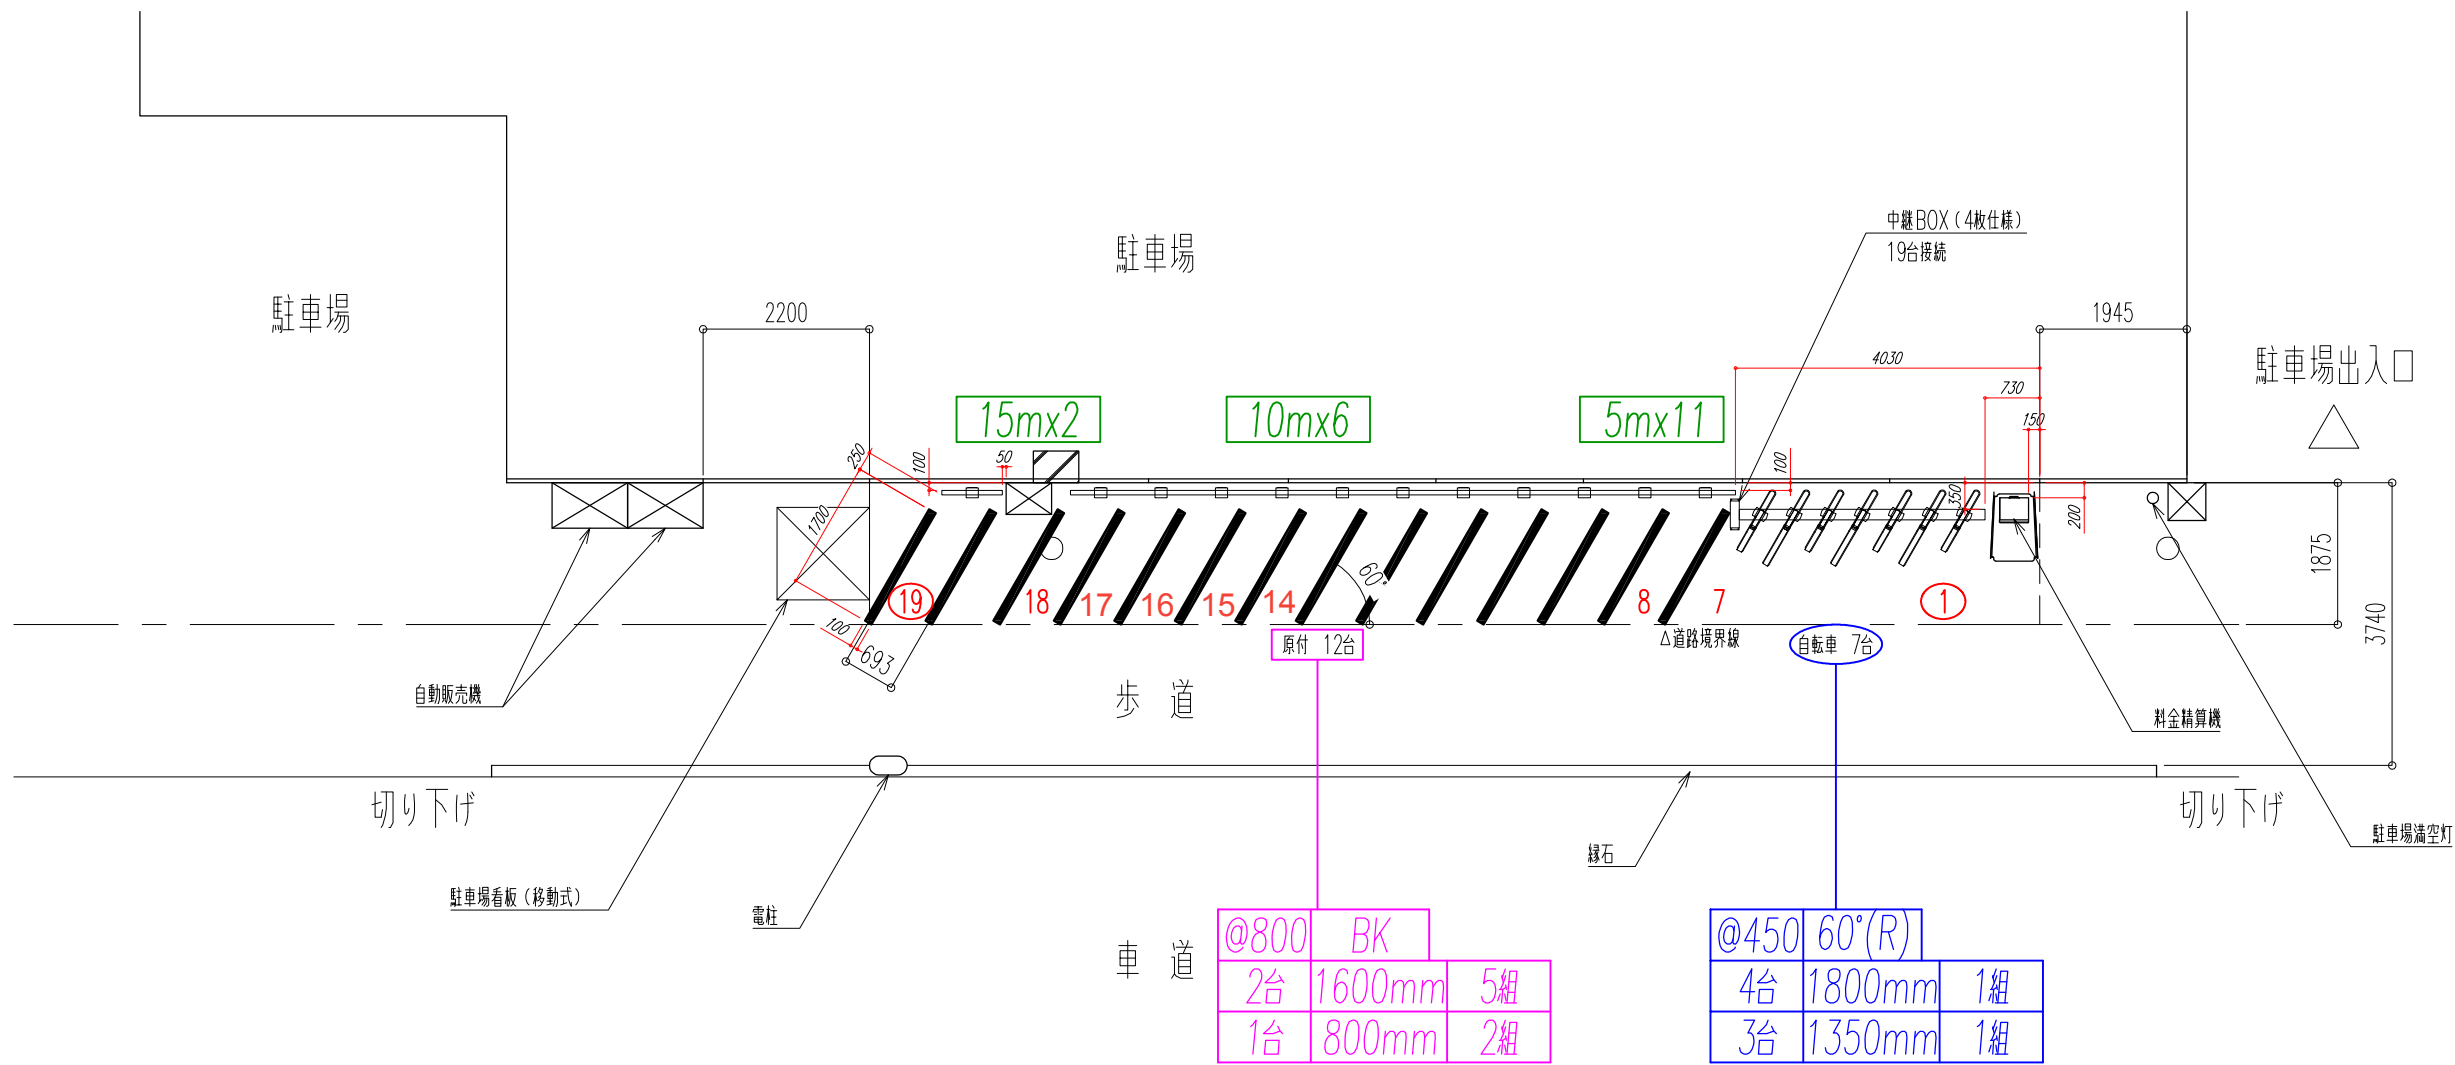 中継BOX（4枚仕様）
19台接続
駐車場
駐車場
2200
1945
駐車場出入口
4030
730
150
15mx2
10mx6
5mx11
250
100
50
100
350
200
1700
1875
3740
60°
19
18
17
16
15
14
8
7
1
100
693
原付 12台
△道路境界線
自転車 7台
自動販売機
歩 道
料金精算機
切り下げ
切り下げ
駐車場満空灯
縁石
駐車場看板（移動式）
電柱
車 道
@800 BK
2台 1600mm 5組
1台 800mm 2組
@450 60°(R)
4台 1800mm 1組
3台 1350mm 1組